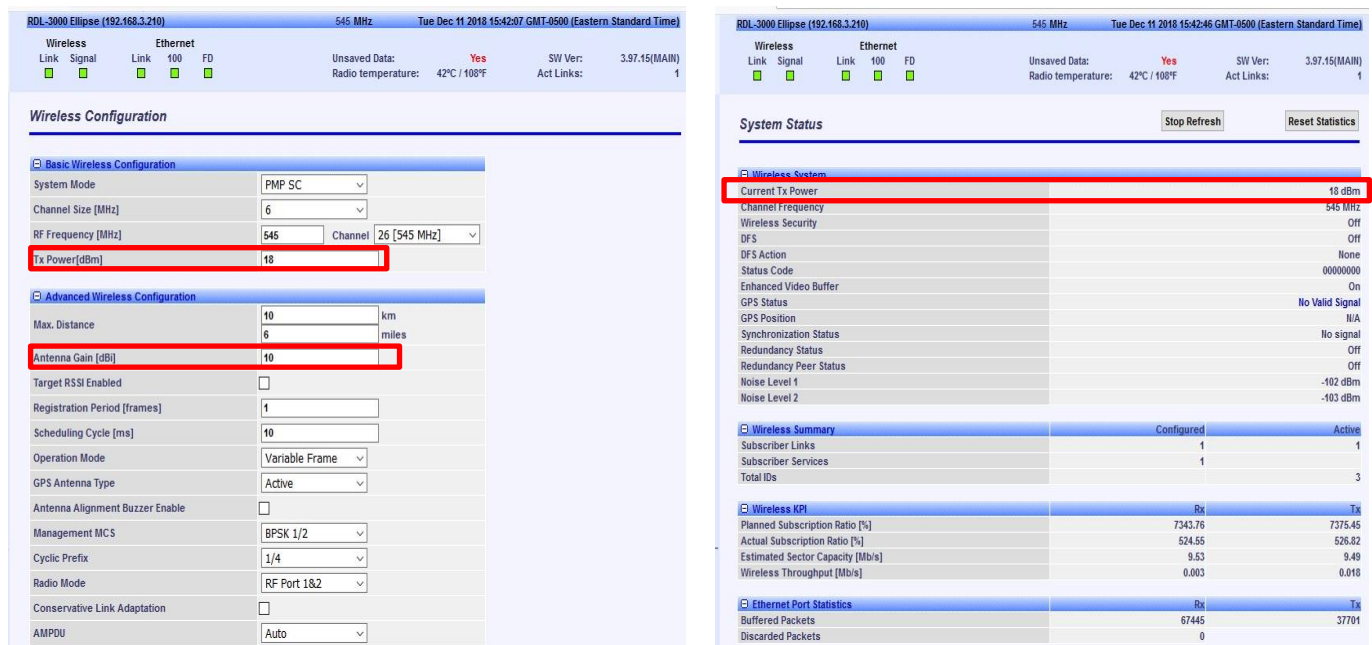 RDL-3000 Ellipse (192.168.3.210) 545 MHz Tue Dec 11 2018 15:42:07 GMT-0500 (Eastern Standard Time)
Wireless Ethernet
Link Signal Link 100 FD Unsaved Data: Yes SW Ver: 3.97.15(MAIN)
Radio temperature: 42ºC / 108ºF Act Links: 1
Wireless Configuration
Basic Wireless Configuration
System Mode PMP SC
Channel Size [MHz] 6
RF Frequency [MHz] 545 Channel 26 [545 MHz]
Tx Power[dBm] 18
Advanced Wireless Configuration
Max. Distance 10 km
6 miles
Antenna Gain [dBi] 10
Target RSSI Enabled
Registration Period [frames] 1
Scheduling Cycle [ms] 10
Operation Mode Variable Frame
GPS Antenna Type Active
Antenna Alignment Buzzer Enable
Management MCS BPSK 1/2
Cyclic Prefix 1/4
Radio Mode RF Port 1&2
Conservative Link Adaptation
AMPDU Auto
RDL-3000 Ellipse (192.168.3.210) 545 MHz Tue Dec 11 2018 15:42:46 GMT-0500 (Eastern Standard Time)
Wireless Ethernet
Link Signal Link 100 FD Unsaved Data: Yes SW Ver: 3.97.15(MAIN)
Radio temperature: 42ºC / 108ºF Act Links: 1
System Status Stop Refresh Reset Statistics
Wireless System
Current Tx Power 18 dBm
Channel Frequency 545 MHz
Wireless Security Off
DFS Off
DFS Action None
Status Code 00000000
Enhanced Video Buffer On
GPS Status No Valid Signal
GPS Position N/A
Synchronization Status No signal
Redundancy Status Off
Redundancy Peer Status Off
Noise Level 1 -102 dBm
Noise Level 2 -103 dBm
Wireless Summary Configured Active
Subscriber Links 1 1
Subscriber Services 1
Total IDs 3
Wireless KPI Rx Tx
Planned Subscription Ratio [%] 7343.76 7375.45
Actual Subscription Ratio [%] 524.55 526.82
Estimated Sector Capacity [Mb/s] 9.53 9.49
Wireless Throughput [Mb/s] 0.003 0.018
Ethernet Port Statistics Rx Tx
Buffered Packets 67445 37701
Discarded Packets 0